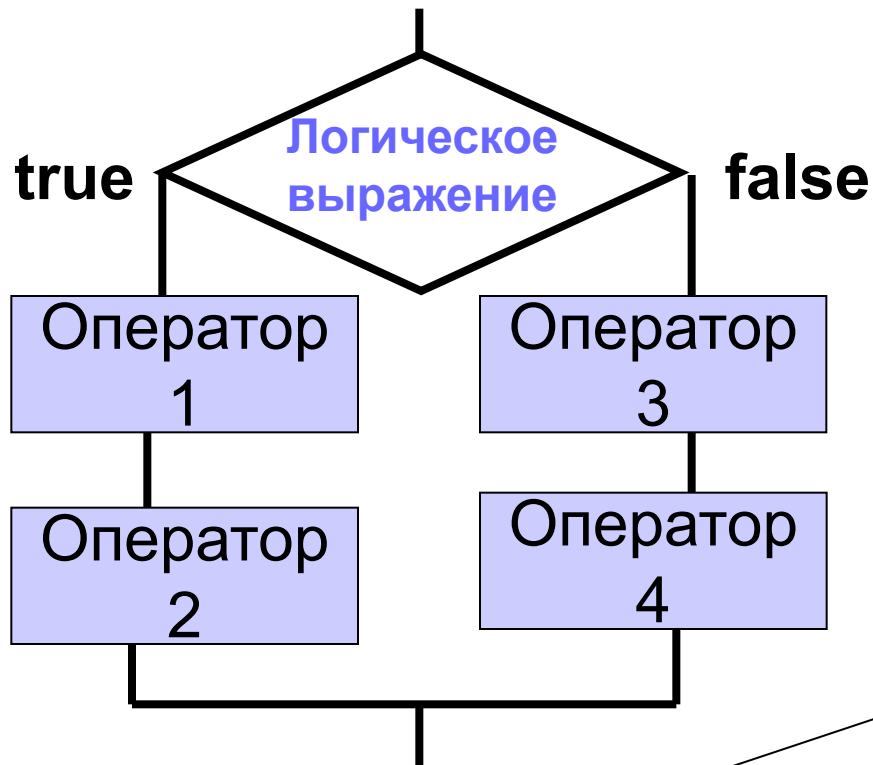 Логическое
выражение
true
false
Оператор
1
Оператор
3
Оператор
2
Оператор
4